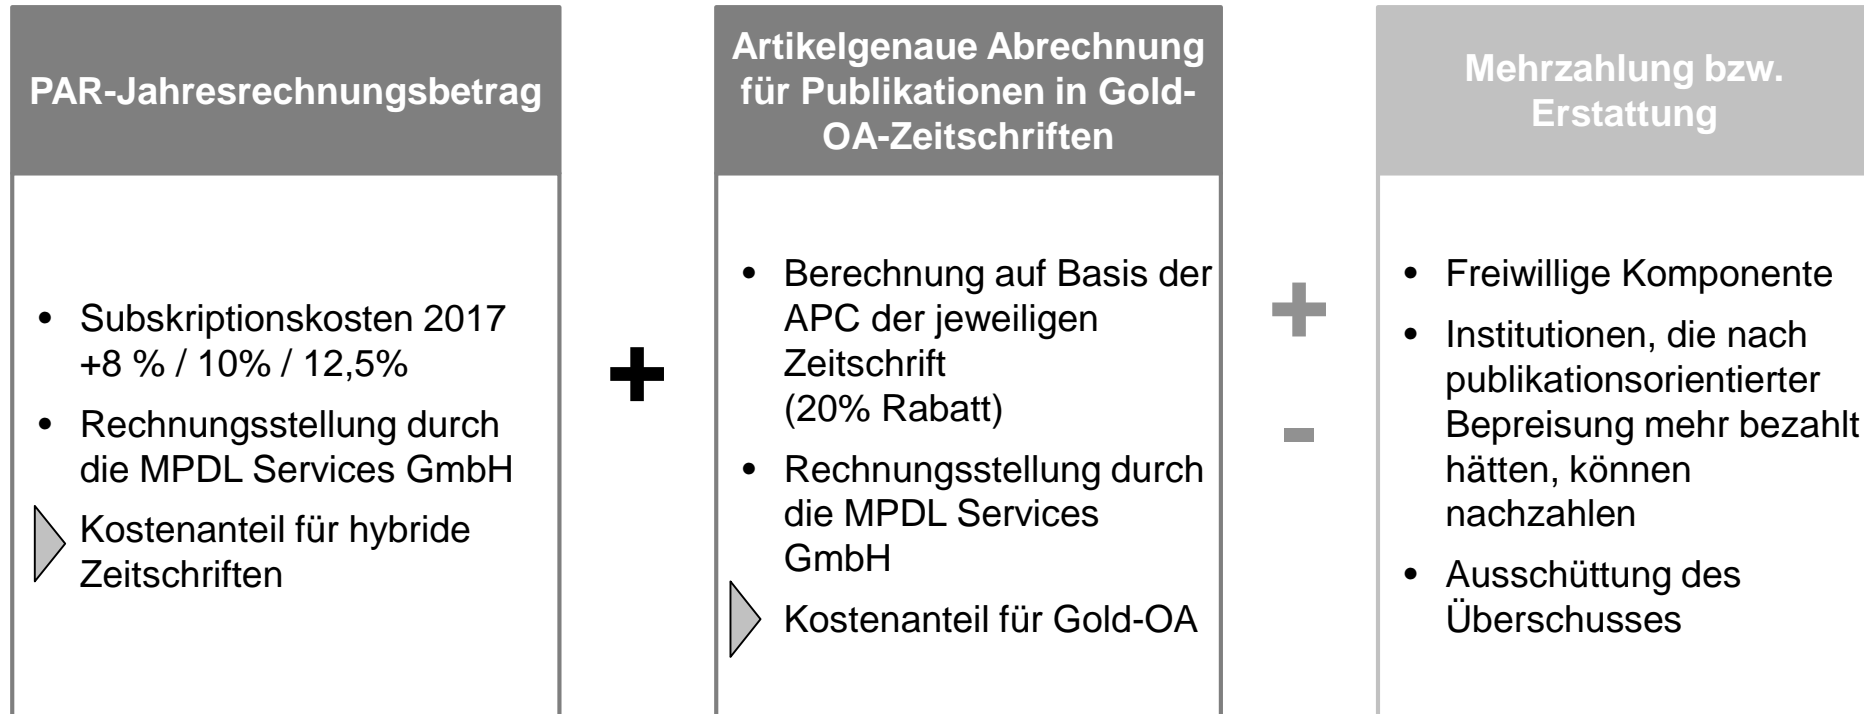 PAR-Jahresrechnungsbetrag
• Subskriptionskosten 2017
+8 % / 10% / 12,5%
• Rechnungsstellung durch
die MPDL Services GmbH
Kostenanteil für hybride
Zeitschriften
+
Artikelgenaue Abrechnung
für Publikationen in Gold-
OA-Zeitschriften
• Berechnung auf Basis der
APC der jeweiligen
Zeitschrift
(20% Rabatt)
• Rechnungsstellung durch
die MPDL Services
GmbH
Kostenanteil für Gold-OA
+
-
Mehrzahlung bzw.
Erstattung
• Freiwillige Komponente
• Institutionen, die nach
publikationsorientierter
Bepreisung mehr bezahlt
hätten, können
nachzahlen
• Ausschüttung des
Überschusses